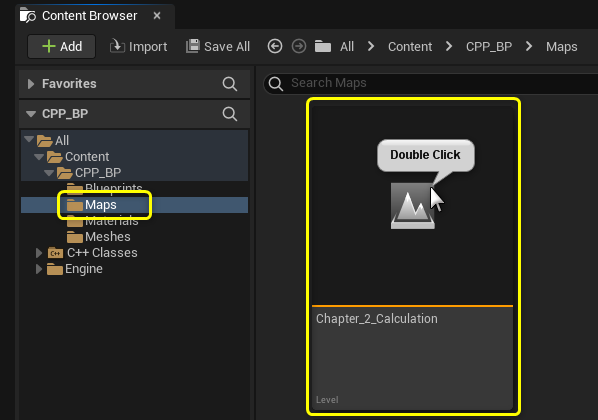 Content Browser
Add
Import
Save All
All
Content
CPP_BP
Maps
Favorites
Search Maps
CPP_BP
All
Content
CPP_BP
Blueprints
Maps
Materials
Meshes
C++ Classes
Engine
Double Click
Chapter_2_Calculation
Level